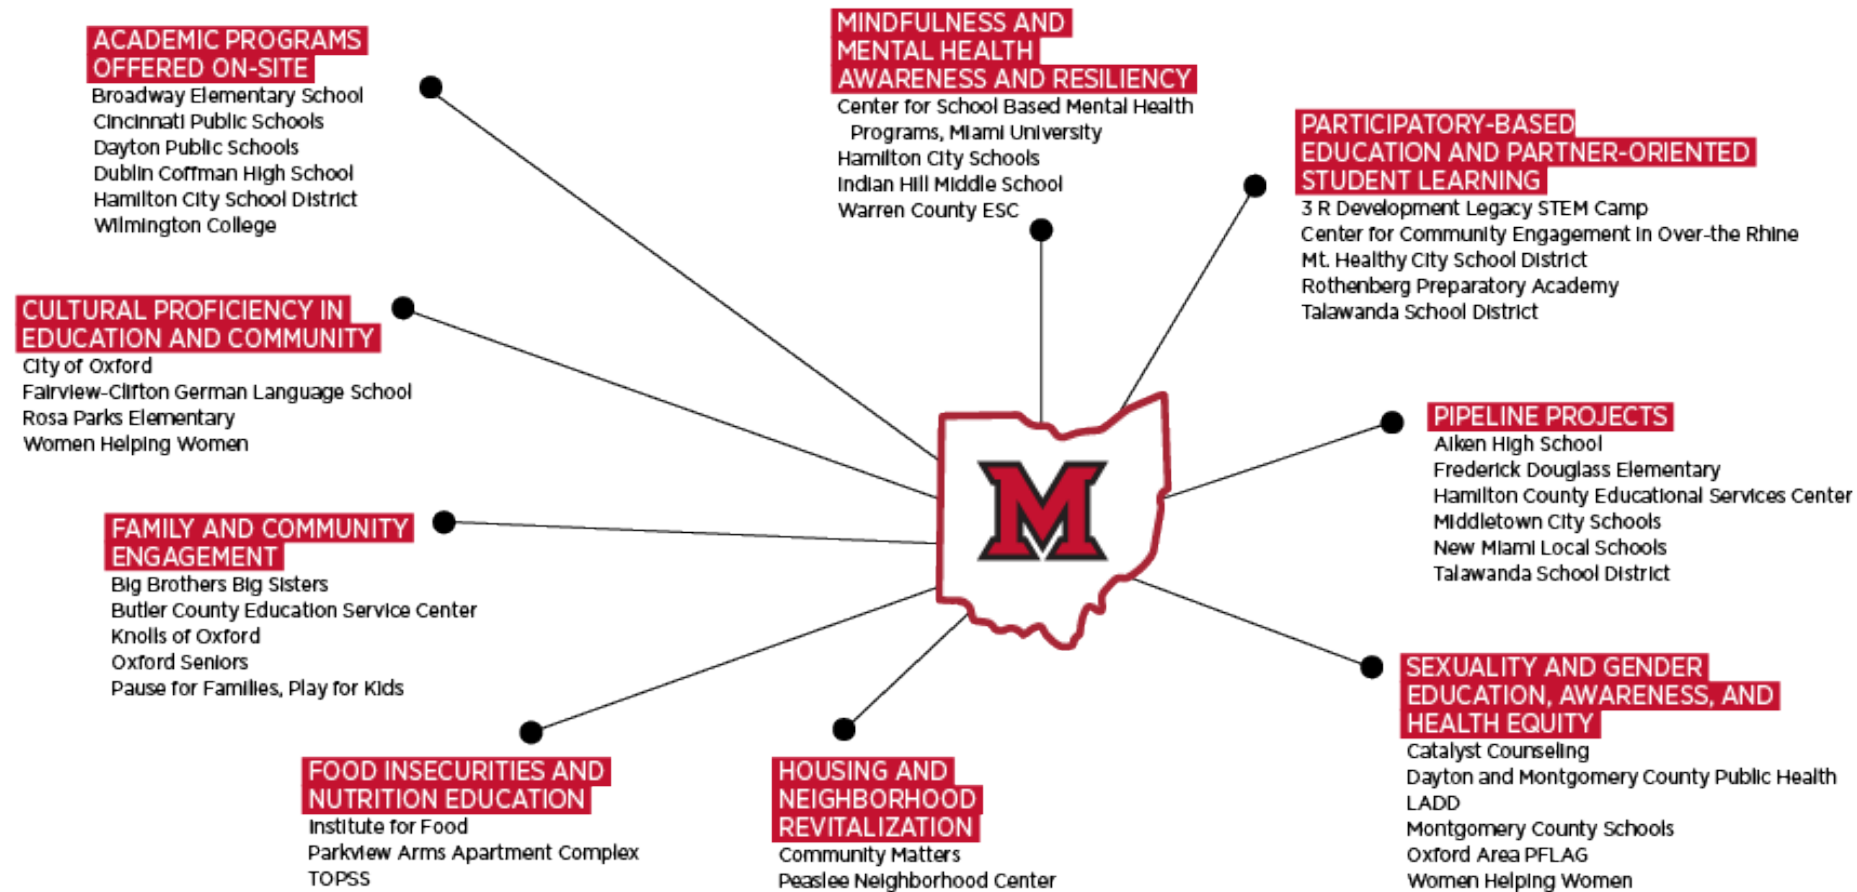 ACADEMIC PROGRAMS
OFFERED ON-SITE
Broadway Elementary School
Cincinnati Public Schools
Dayton Public Schools
Dublin Coffman High School
Hamilton City School District
Wilmington College
MINDFULNESS AND
MENTAL HEALTH
AWARENESS AND RESILIENCY
Center for School Based Mental Health
Programs, Miami University
Hamilton City Schools
Indian Hill Middle School
Warren County ESC
PARTICIPATORY-BASED
EDUCATION AND PARTNER-ORIENTED
STUDENT LEARNING
3 R Development Legacy STEM Camp
Center for Community Engagement in Over-the Rhine
Mt. Healthy City School District
Rothenberg Preparatory Academy
Talawanda School District
CULTURAL PROFICIENCY IN
EDUCATION AND COMMUNITY
City of Oxford
Fairview-Clifton German Language School
Rosa Parks Elementary
Women Helping Women
M
PIPELINE PROJECTS
Aiken High School
Frederick Douglass Elementary
Hamilton County Educational Services Center
Middletown City Schools
New Miami Local Schools
Talawanda School District
FAMILY AND COMMUNITY
ENGAGEMENT
Big Brothers Big Sisters
Butler County Education Service Center
Knolls of Oxford
Oxford Seniors
Pause for Families, Play for Kids
SEXUALITY AND GENDER
EDUCATION, AWARENESS, AND
HEALTH EQUITY
Catalyst Counseling
Dayton and Montgomery County Public Health
LADD
Montgomery County Schools
Oxford Area PFLAG
Women Helping Women
FOOD INSECURITIES AND
NUTRITION EDUCATION
Institute for Food
Parkview Arms Apartment Complex
TOPSS
HOUSING AND
NEIGHBORHOOD
REVITALIZATION
Community Matters
Peaslee Neighborhood Center